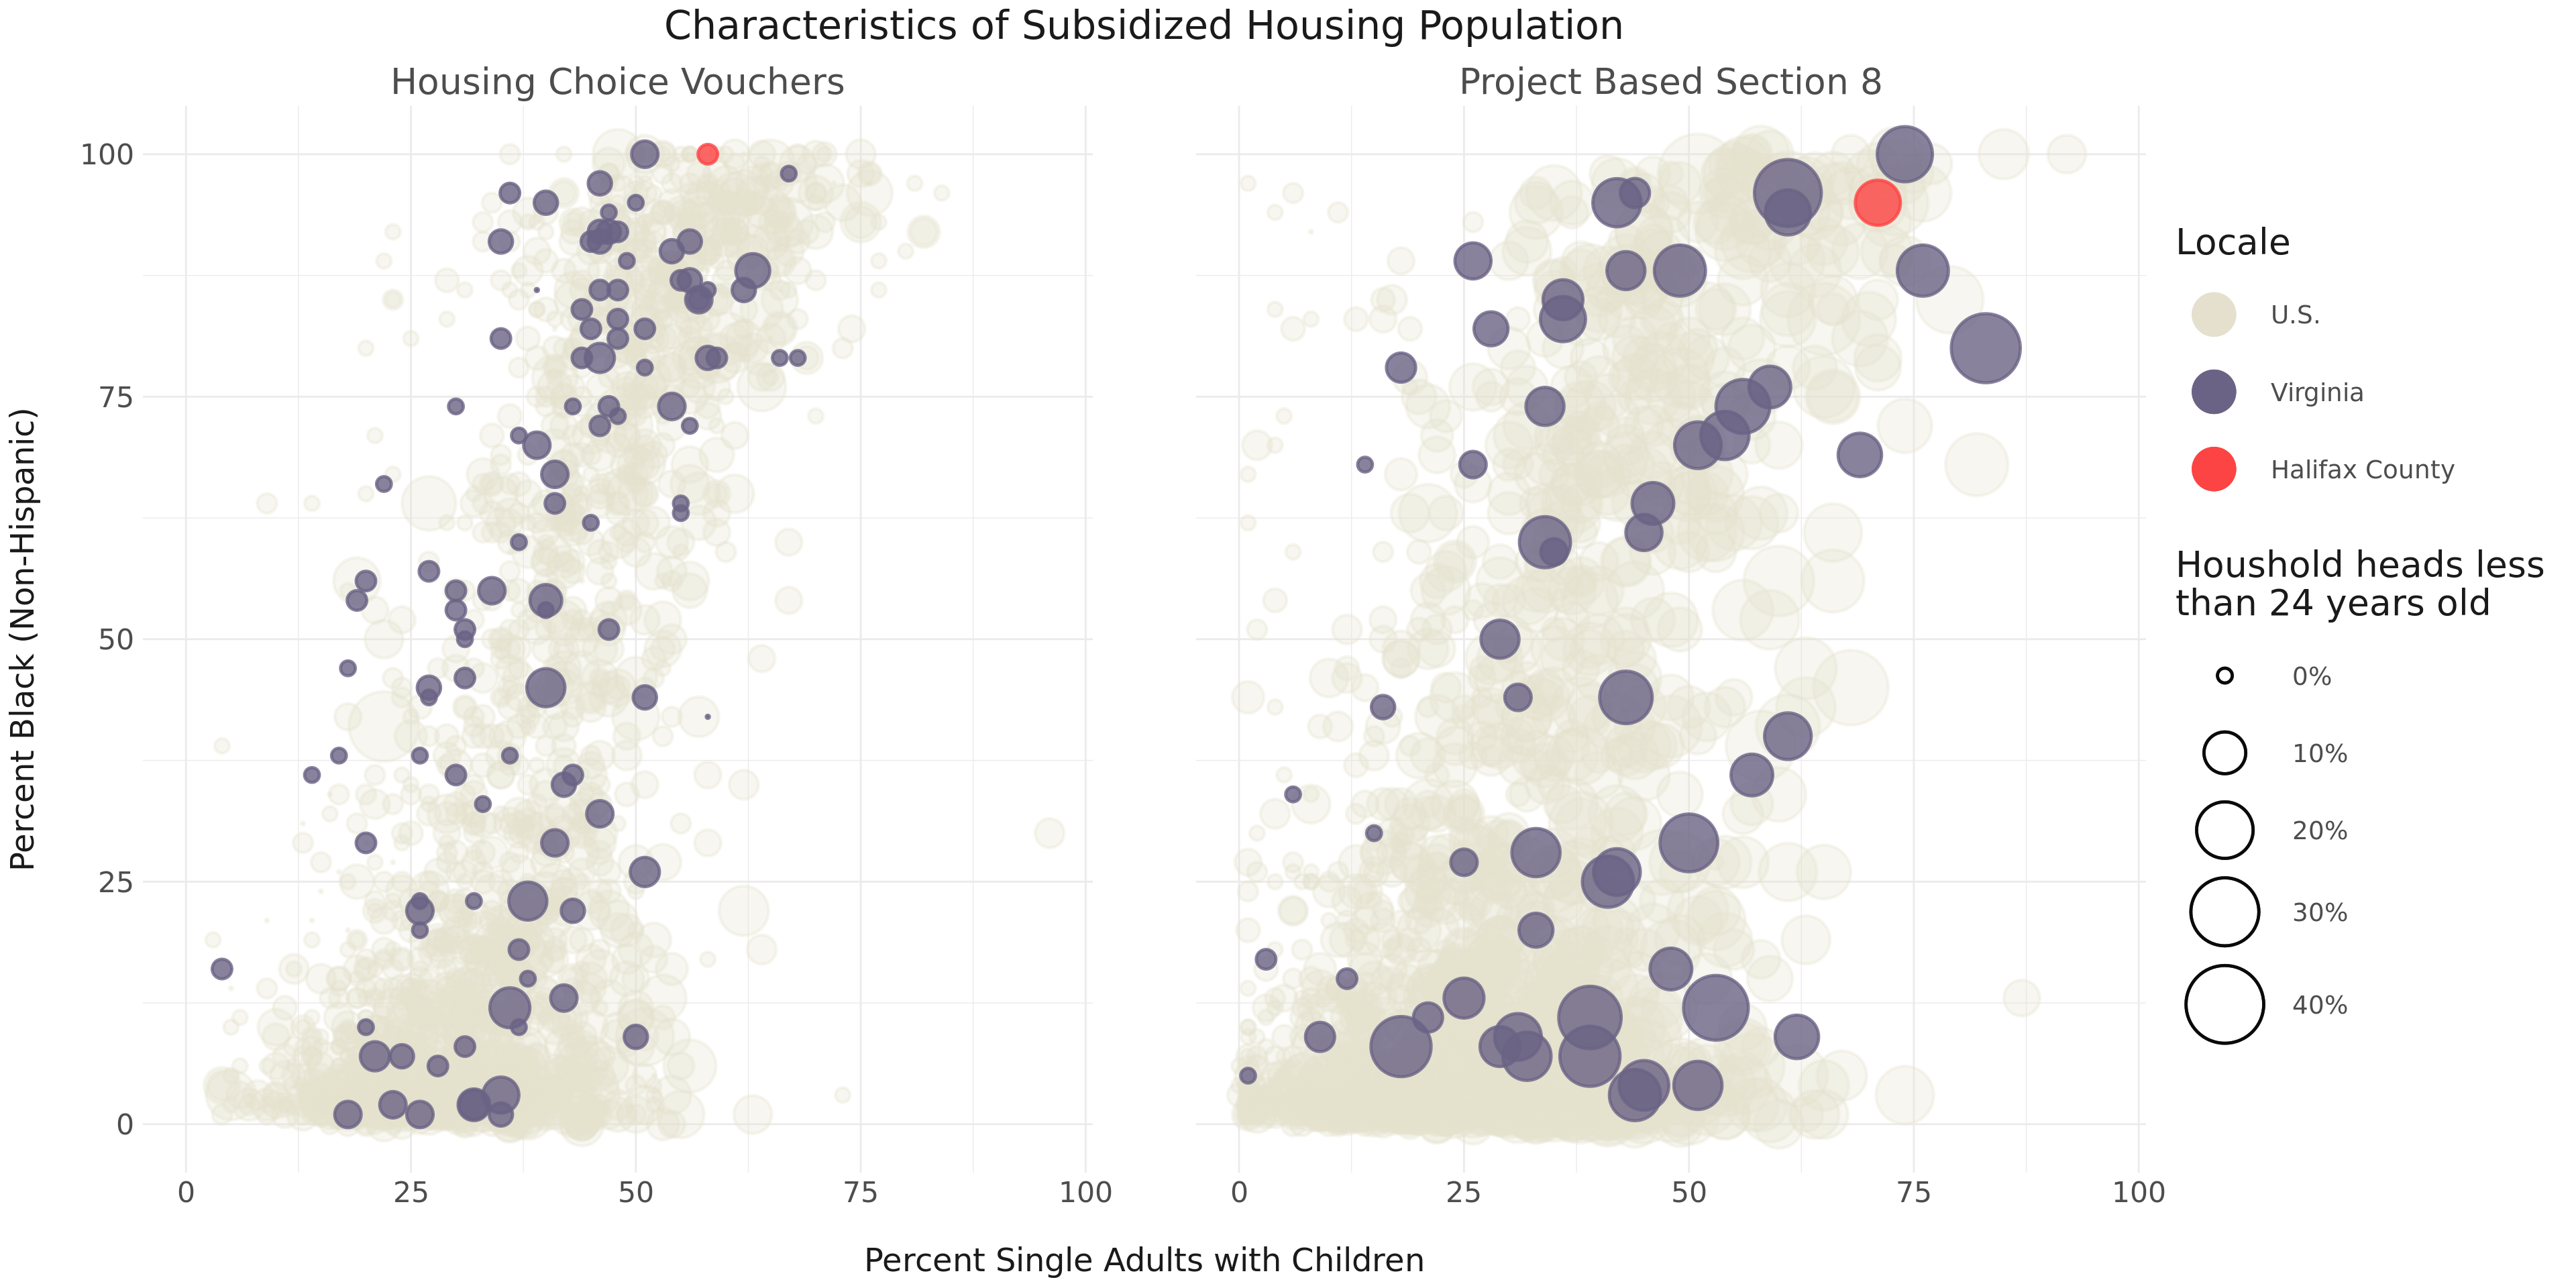 Characteristics of Subsidized Housing Population
Housing Choice Vouchers
Project Based Section 8
Percent Black (Non-Hispanic)
100
75
50
25
0
0
25
50
75
100
0
25
50
75
100
Percent Single Adults with Children
Locale
U.S.
Virginia
Halifax County
Houshold heads less
than 24 years old
0%
10%
20%
30%
40%